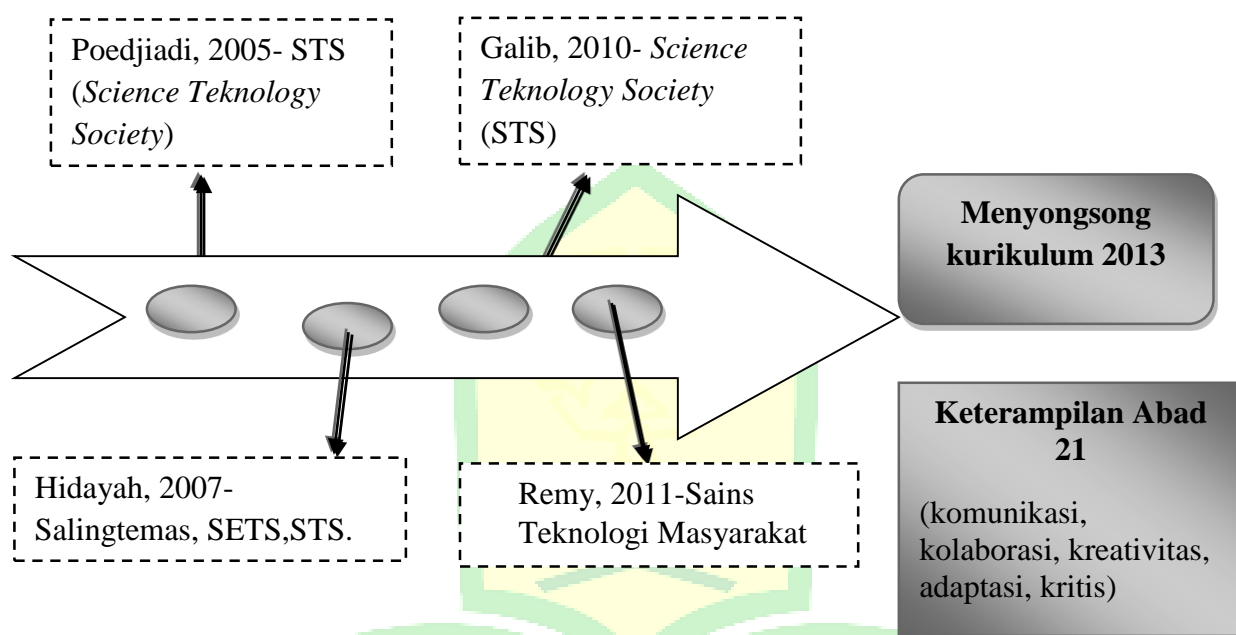 Poedjiadi, 2005- STS
(Science Teknology
Society)
Galib, 2010- Science
Teknology Society
(STS)
Menyongsong
kurikulum 2013
Hidayah, 2007-
Salingtemas, SETS,STS.
Remy, 2011-Sains
Teknologi Masyarakat
Keterampilan Abad
21
(komunikasi,
kolaborasi, kreativitas,
adaptasi, kritis)